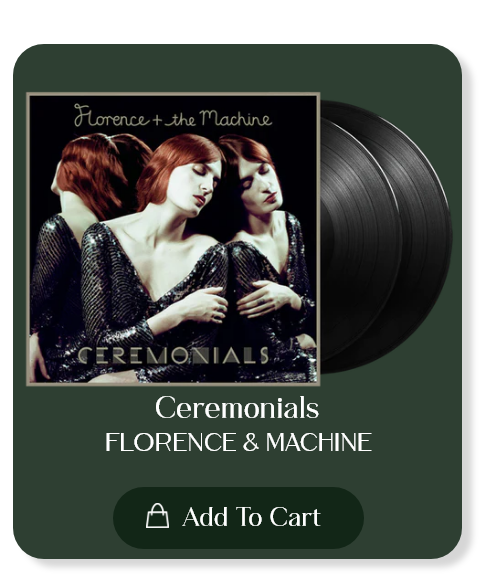 Florence + the Machine
CEREMONIALS
Ceremonials
FLORENCE & MACHINE
Add To Cart